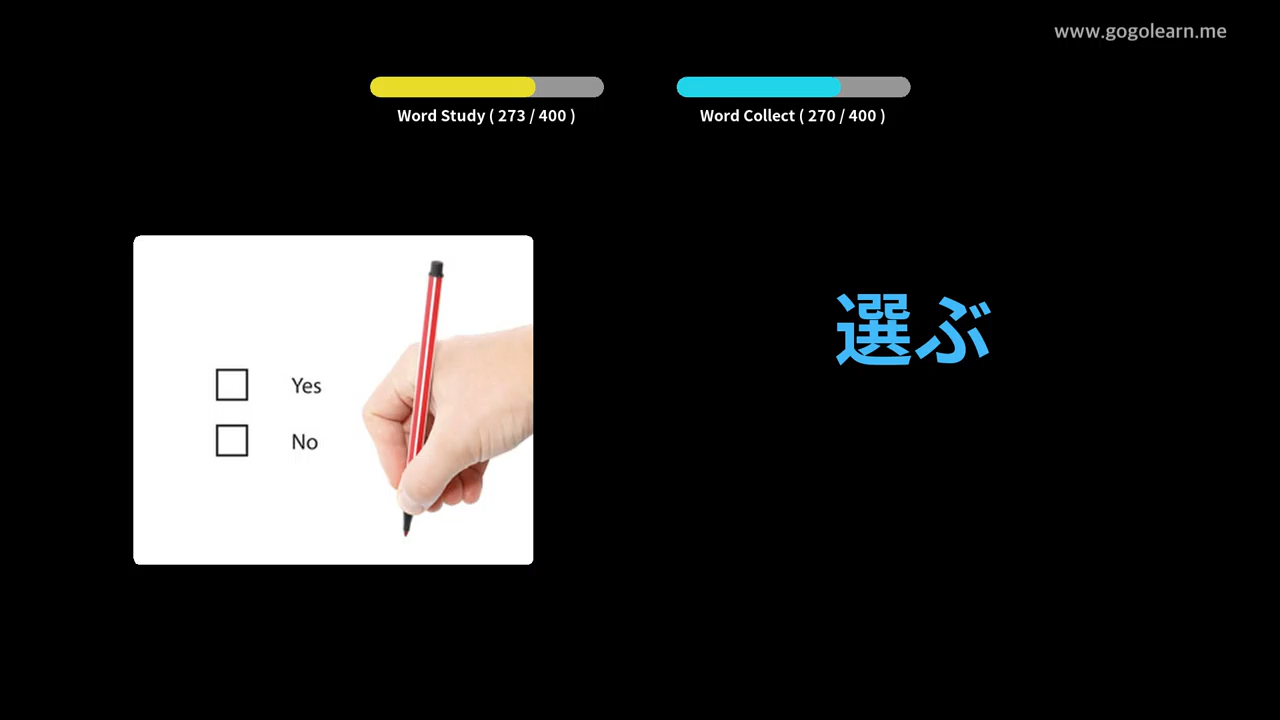 www.gogolearn.me
Word Study ( 273 / 400 )
Word Collect ( 270 / 400 )
Yes
No
選ぶ